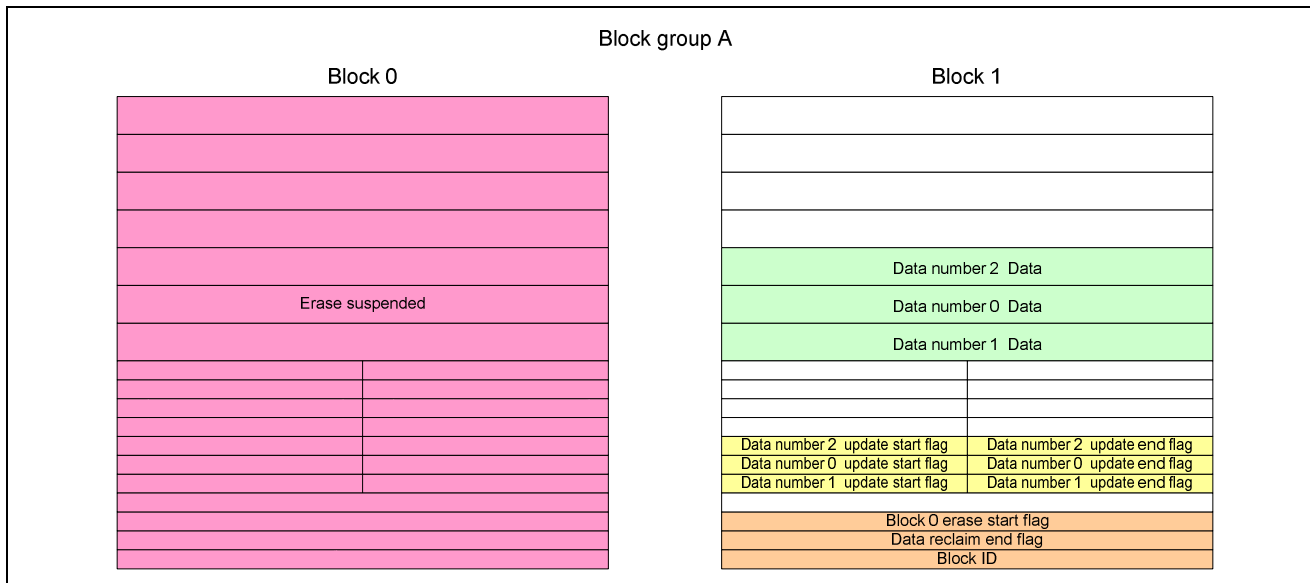 Block group A
Block 0
Block 1
Erase suspended
Data number 2 Data
Data number 0 Data
Data number 1 Data
Data number 2 update start flag
Data number 2 update end flag
Data number 0 update start flag
Data number 0 update end flag
Data number 1 update start flag
Data number 1 update end flag
Block 0 erase start flag
Data reclaim end flag
Block ID